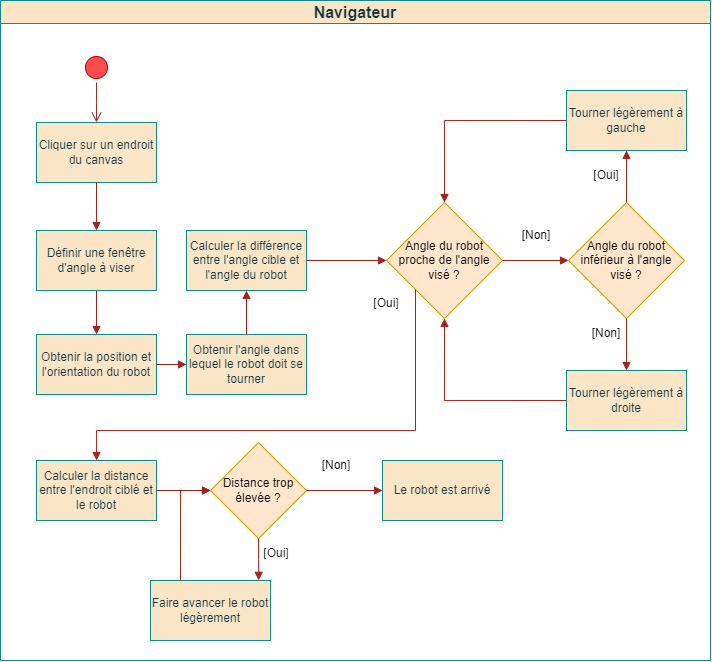 Navigateur
Cliquer sur un endroit
du canvas
Définir une fenêtre
d'angle à viser
Obtenir la position et
l'orientation du robot
Obtenir l'angle dans
lequel le robot doit se
tourner
Calculer la différence
entre l'angle cible et
l'angle du robot
Angle du robot
proche de l'angle
visé ?
[Non]
[Oui]
Angle du robot
inférieur à l'angle
visé ?
[Oui]
Tourner légèrement à
gauche
[Non]
Tourner légèrement à
droite
Calculer la distance
entre l'endroit ciblé et
le robot
Distance trop
élevée ?
[Non]
Le robot est arrivé
[Oui]
Faire avancer le robot
légèrement